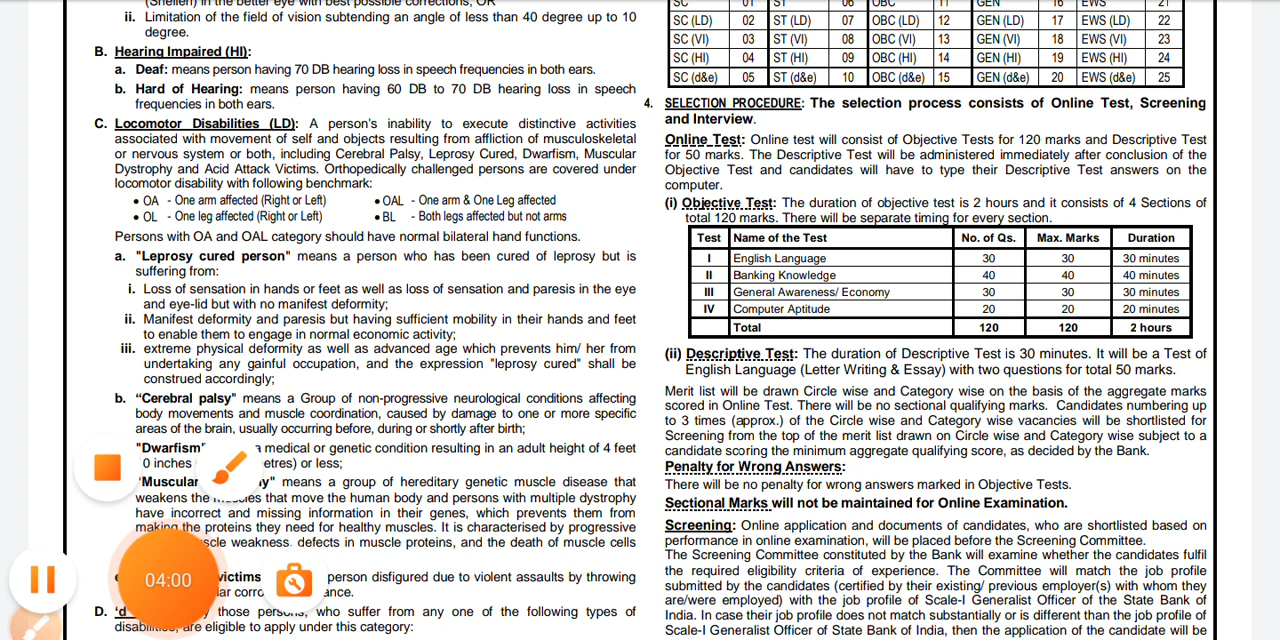 (Snellen) in the better eye with best possible corrections, OR
ii. Limitation of the field of vision subtending an angle of less than 40 degree up to 10
degree.
B. Hearing Impaired (HI):
a. Deaf: means person having 70 DB hearing loss in speech frequencies in both ears.
b. Hard of Hearing: means person having 60 DB to 70 DB hearing loss in speech
frequencies in both ears.
C. Locomotor Disabilities (LD): A person's inability to execute distinctive activities
associated with movement of self and objects resulting from affliction of musculoskeletal
or nervous system or both, including Cerebral Palsy, Leprosy Cured, Dwarfism, Muscular
Dystrophy and Acid Attack Victims. Orthopedically challenged persons are covered under
locomotor disability with following benchmark:
• OA - One arm affected (Right or Left) • OAL - One arm & One Leg affected
• OL - One leg affected (Right or Left) • BL - Both legs affected but not arms
Persons with OA and OAL category should have normal bilateral hand functions.
a. "Leprosy cured person" means a person who has been cured of leprosy but is
suffering from:
i. Loss of sensation in hands or feet as well as loss of sensation and paresis in the eye
and eye-lid but with no manifest deformity;
ii. Manifest deformity and paresis but having sufficient mobility in their hands and feet
to enable them to engage in normal economic activity;
iii. extreme physical deformity as well as advanced age which prevents him/ her from
undertaking any gainful occupation, and the expression "leprosy cured" shall be
construed accordingly;
b. "Cerebral palsy" means a Group of non-progressive neurological conditions affecting
body movements and muscle coordination, caused by damage to one or more specific
areas of the brain, usually occurring before, during or shortly after birth;
"Dwarfism" a medical or genetic condition resulting in an adult height of 4 feet
0 inches etres) or less;
"Muscular y" means a group of hereditary genetic muscle disease that
weakens the that move the human body and persons with multiple dystrophy
have incorrect and missing information in their genes, which prevents them from
making the proteins they need for healthy muscles. It is characterised by progressive
scle weakness. defects in muscle proteins, and the death of muscle cells
victims person disfigured due to violent assaults by throwing
ar corro ance.
D. 'd those persons, who suffer from any one of the following types of
disabilities, are eligible to apply under this category:
04:00
SC 01 ST 06 OBC 11 GEN 16 EWS 21
SC (LD) 02 ST (LD) 07 OBC (LD) 12 GEN (LD) 17 EWS (LD) 22
SC (VI) 03 ST (VI) 08 OBC (VI) 13 GEN (VI) 18 EWS (VI) 23
SC (HI) 04 ST (HI) 09 OBC (HI) 14 GEN (HI) 19 EWS (HI) 24
SC (d&e) 05 ST (d&e) 10 OBC (d&e) 15 GEN (d&e) 20 EWS (d&e) 25
4. SELECTION PROCEDURE: The selection process consists of Online Test, Screening
and Interview.
Online Test: Online test will consist of Objective Tests for 120 marks and Descriptive Test
for 50 marks. The Descriptive Test will be administered immediately after conclusion of the
Objective Test and candidates will have to type their Descriptive Test answers on the
computer.
(i) Objective Test: The duration of objective test is 2 hours and it consists of 4 Sections of
total 120 marks. There will be separate timing for every section.
Test Name of the Test No. of Qs. Max. Marks Duration
I English Language 30 30 30 minutes
II Banking Knowledge 40 40 40 minutes
III General Awareness/ Economy 30 30 30 minutes
IV Computer Aptitude 20 20 20 minutes
Total 120 120 2 hours
(ii) Descriptive Test: The duration of Descriptive Test is 30 minutes. It will be a Test of
English Language (Letter Writing & Essay) with two questions for total 50 marks.
Merit list will be drawn Circle wise and Category wise on the basis of the aggregate marks
scored in Online Test. There will be no sectional qualifying marks. Candidates numbering up
to 3 times (approx.) of the Circle wise and Category wise vacancies will be shortlisted for
Screening from the top of the merit list drawn on Circle wise and Category wise subject to a
candidate scoring the minimum aggregate qualifying score, as decided by the Bank.
Penalty for Wrong Answers:
There will be no penalty for wrong answers marked in Objective Tests.
Sectional Marks will not be maintained for Online Examination.
Screening: Online application and documents of candidates, who are shortlisted based on
performance in online examination, will be placed before the Screening Committee.
The Screening Committee constituted by the Bank will examine whether the candidates fulfil
the required eligibility criteria of experience. The Committee will match the job profile
submitted by the candidates (certified by their existing/ previous employer(s) with whom they
are/were employed) with the job profile of Scale-I Generalist Officer of the State Bank of
India. In case their job profile does not match substantially or is different than the job profile of
Scale-I Generalist Officer of State Bank of India, then the application of the candidate will be